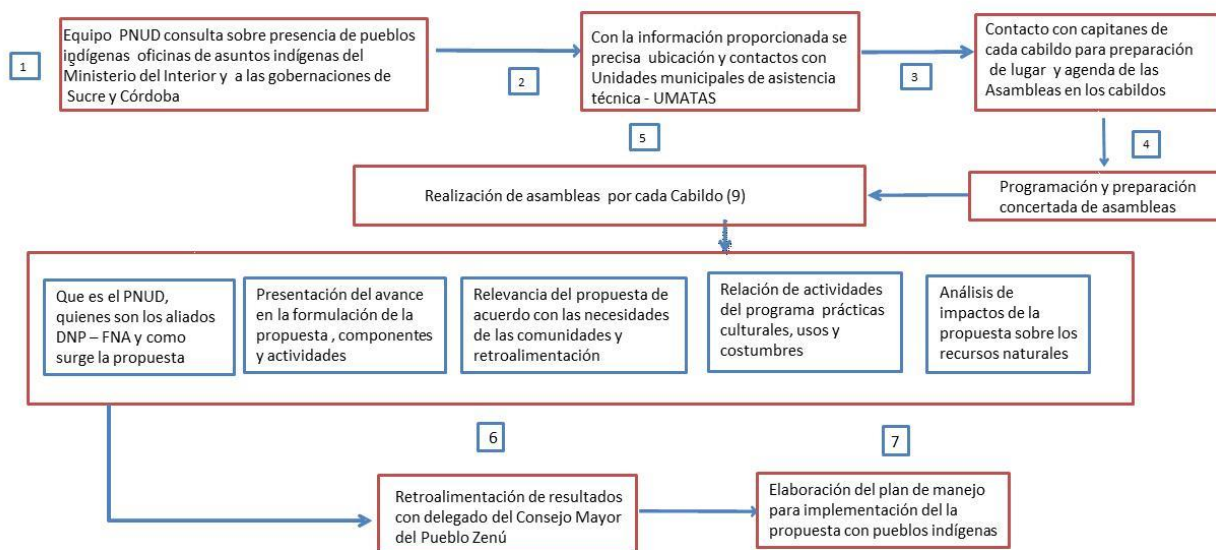 1
Equipo PNUD consulta sobre presencia de pueblos
indígenas oficinas de asuntos indígenas del
Ministerio del Interior y a las gobernaciones de
Sucre y Córdoba
2
Con la información proporcionada se
precisa ubicación y contactos con
Unidades municipales de asistencia
técnica - UMATAS
3
Contacto con capitanes de
cada cabildo para preparación
de lugar y agenda de las
Asambleas en los cabildos
4
Programación y preparación
concertada de asambleas
5
Realización de asambleas por cada Cabildo (9)
Que es el PNUD,
quienes son los aliados
DNP – FNA y como
surge la propuesta
Presentación del avance
en la formulación de la
propuesta , componentes
y actividades
Relevancia del propuesta de
acuerdo con las necesidades
de las comunidades y
retroalimentación
Relación de actividades
del programa prácticas
culturales, usos y
costumbres
Análisis de
impactos de la
propuesta sobre los
recursos naturales
6
Retroalimentación de resultados
con delegado del Consejo Mayor
del Pueblo Zenú
7
Elaboración del plan de manejo
para implementación del la
propuesta con pueblos indígenas